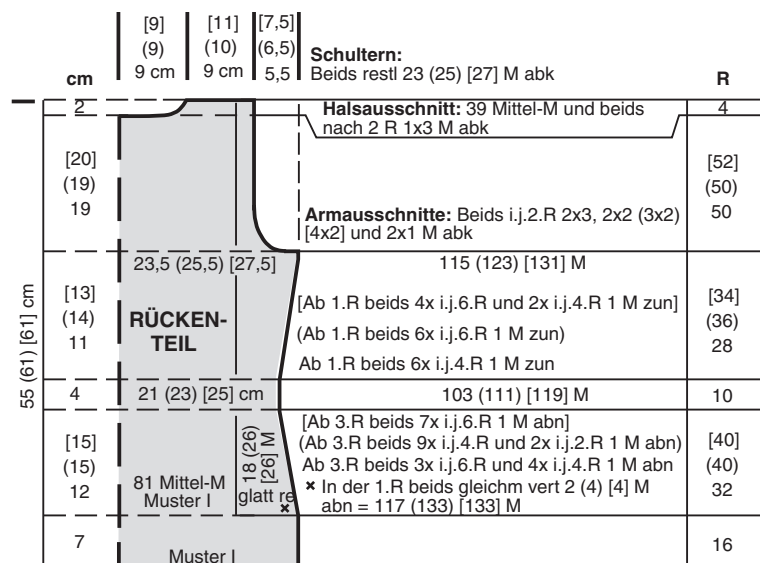 [9] [11] [7,5]
(9) (10) (6,5)
9 cm 9 cm 5,5
Schultern:
Beids restl 23 (25) [27] M abk
cm R
2 Halsausschnitt: 39 Mittel-M und beids 4
nach 2 R 1x3 M abk
[20] [52]
(19) (50)
19 50
Armausschnitte: Beids i.j.2.R 2x3, 2x2 (3x2)
[4x2] und 2x1 M abk
55 (61) [61] cm
23,5 (25,5) [27,5] 115 (123) [131] M
[13] [34]
(14) (36)
11 28
RÜCKEN-
TEIL
[Ab 1.R beids 4x i.j.6.R und 2x i.j.4.R 1 M zun]
(Ab 1.R beids 6x i.j.6.R 1 M zun)
Ab 1.R beids 6x i.j.4.R 1 M zun
4 21 (23) [25] cm 103 (111) [119] M 10
[15] [40]
(15) (40)
12 32
81 Mittel-M
Muster I
18 (26)
[26] M
glatt re
×
[Ab 3.R beids 7x i.j.6.R 1 M abn]
(Ab 3.R beids 9x i.j.4.R und 2x i.j.2.R 1 M abn)
Ab 3.R beids 3x i.j.6.R und 4x i.j.4.R 1 M abn
× In der 1.R beids gleichm vert 2 (4) [4] M
abn = 117 (133) [133] M
7 Muster I 16